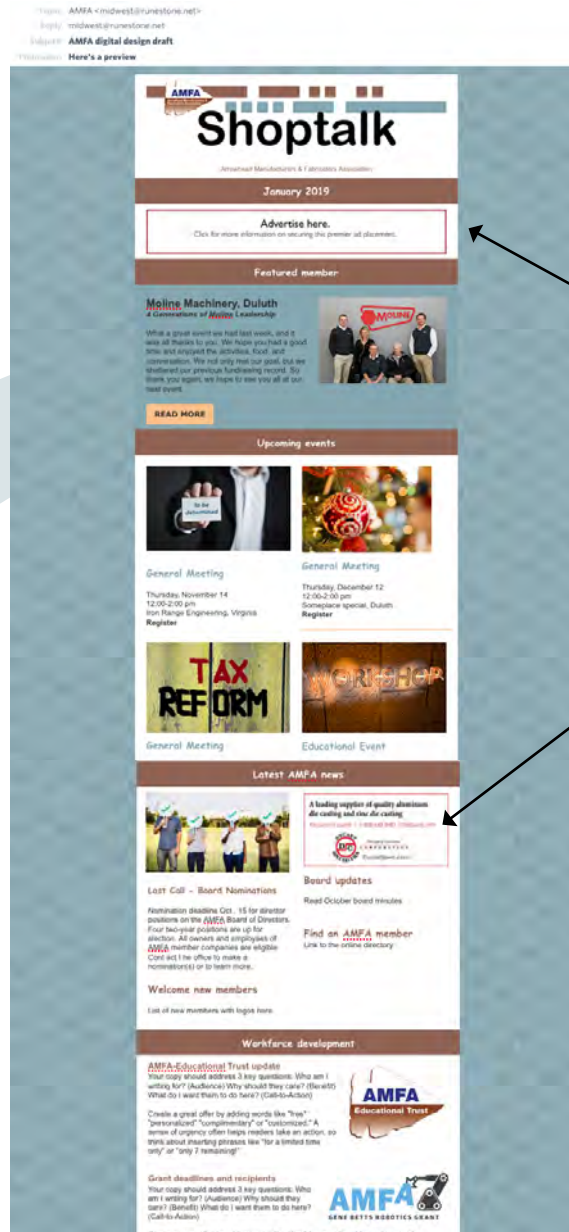 AMFA <midwest@runestone.net>
midwest@runestone.net
AMFA digital design draft
Here's a preview
AMFA
Shoptalk
Arrowhead Manufacturers & Fabricators Association
January 2019
Advertise here.
Click for more information on securing this premier ad placement.
Featured member
Moline Machinery, Duluth
4 Generations of Moline Leadership
MOLINE
What a great event we had last week, and it
was all thanks to you. We hope you had a good
time and enjoyed the activities, food, and
conversation. We not only met our goal, but we
shattered our previous fundraising record. So
thank you again, we hope to see you all at our
next event.
READ MORE
Upcoming events
to be
determined
General Meeting
Thursday, November 14
12:00-2:00 pm
Iron Range Engineering, Virginia
Register
General Meeting
Thursday, December 12
12:00-2:00 pm
Someplace special, Duluth
Register
TAX
REFORM
General Meeting
WORKSHOP
Educational Event
Latest AMFA news
Last Call - Board Nominations
Nomination deadline Oct. 15 for director
positions on the AMFA Board of Directors.
Four two-year positions are up for
election. All owners and employees of
AMFA member companies are eligible
Cont act t he office to make a
nomination(s) or to learn more.
Welcome new members
List of new members with logos here.
A leading supplier of quality aluminum
die casting and zinc die casting
CORPORATION
Board updates
Read October board minutes
Find an AMFA member
Link to the online directory
Workforce development
AMFA-Educational Trust update
Your copy should address 3 key questions: Who am I
writing for? (Audience) Why should they care? (Benefit)
What do I want them to do here? (Call-to-Action)
Create a great offer by adding words like "free"
"personalized" "complimentary" or "customized." A
sense of urgency often helps readers take an action, so
think about inserting phrases like "for a limited time
only" or "only 7 remaining!"
AMFA
Educational Trust
Grant deadlines and recipients
Your copy should address 3 key questions: Who
am I writing for? (Audience) Why should they
care? (Benefit) What do I want them to do here?
(Call-to-Action)
AMFA
GENE BETTS ROBOTICS GRANT